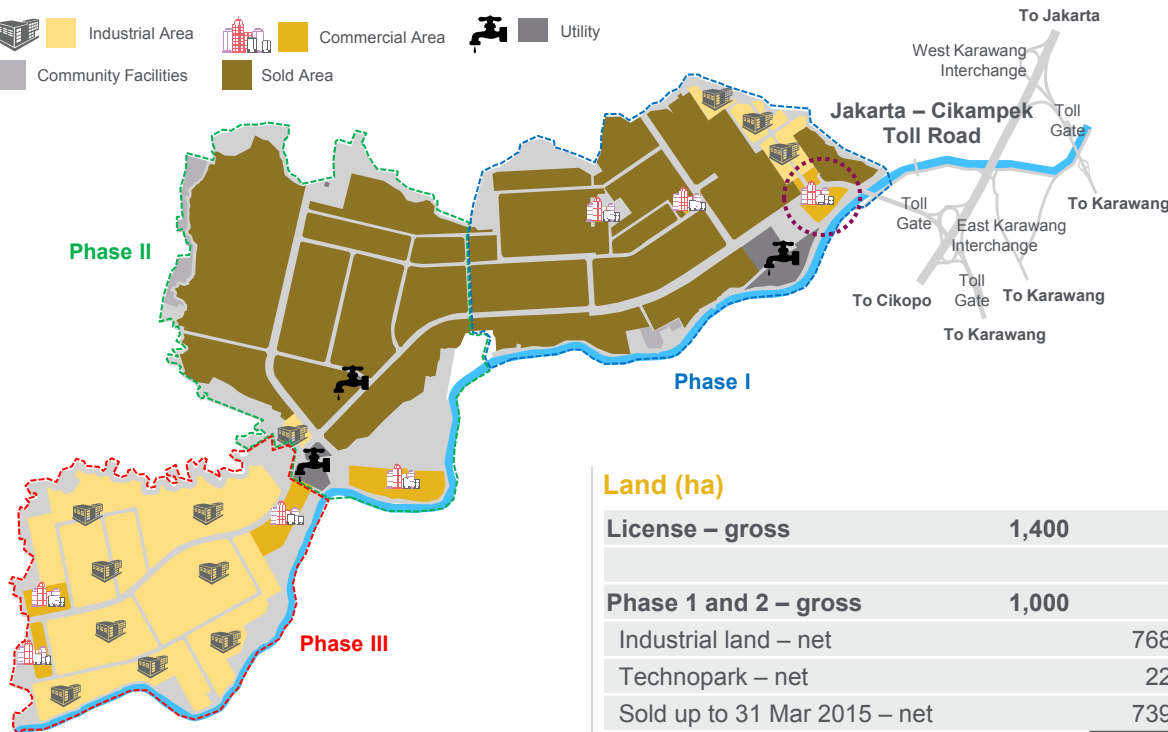 Industrial Area
Commercial Area
Utility
Community Facilities
Sold Area
To Jakarta
West Karawang
Interchange
Jakarta – Cikampek
Toll Road
Toll
Gate
To Karawang
Toll
Gate
East Karawang
Interchange
To Cikopo
Toll
Gate
To Karawang
To Karawang
Phase II
Phase I
Phase III
Land (ha)
License – gross 1,400
Phase 1 and 2 – gross 1,000
Industrial land – net 768
Technopark – net 22
Sold up to 31 Mar 2015 – net 739